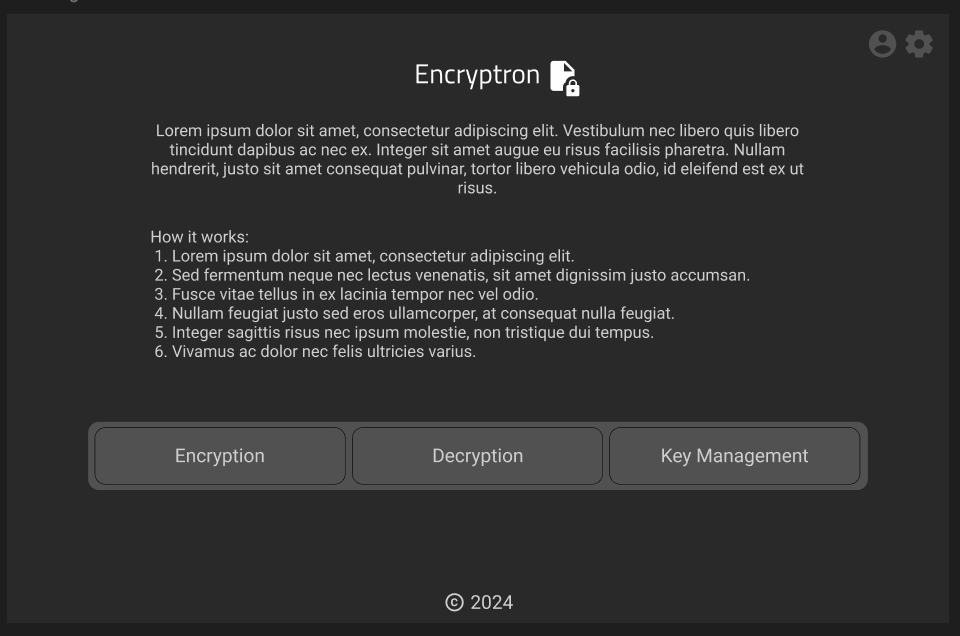 Encryptron
Lorem ipsum dolor sit amet, consectetur adipiscing elit. Vestibulum nec libero quis libero
tincidunt dapibus ac nec ex. Integer sit amet augue eu risus facilisis pharetra. Nullam
hendrerit, justo sit amet consequat pulvinar, tortor libero vehicula odio, id eleifend est ex ut
risus.
How it works:
1. Lorem ipsum dolor sit amet, consectetur adipiscing elit.
2. Sed fermentum neque nec lectus venenatis, sit amet dignissim justo accumsan.
3. Fusce vitae tellus in ex lacinia tempor nec vel odio.
4. Nullam feugiat justo sed eros ullamcorper, at consequat nulla feugiat.
5. Integer sagittis risus nec ipsum molestie, non tristique dui tempus.
6. Vivamus ac dolor nec felis ultricies varius.
Encryption
Decryption
Key Management
© 2024